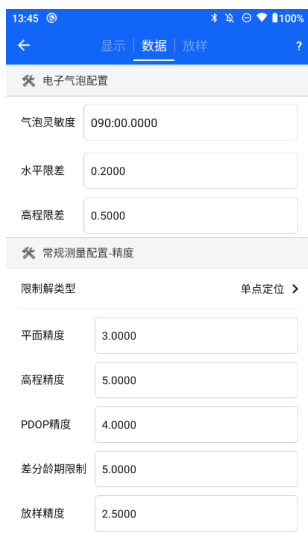 13:45 100%
显示 数据 放样 ?
电子气泡配置
气泡灵敏度 090:00.0000
水平限差 0.2000
高程限差 0.5000
常规测量配置-精度
限制解类型 单点定位
平面精度 3.0000
高程精度 5.0000
PDOP精度 4.0000
差分龄期限制 5.0000
放样精度 2.5000